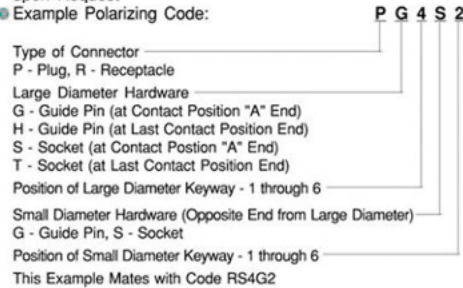 Example Polarizing Code: P G 4 S 2
Type of Connector
P - Plug, R - Receptacle
Large Diameter Hardware
G - Guide Pin (at Contact Position "A" End)
H - Guide Pin (at Last Contact Position End)
S - Socket (at Contact Postion "A" End)
T - Socket (at Last Contact Position End)
Position of Large Diameter Keyway - 1 through 6
Small Diameter Hardware (Opposite End from Large Diameter)
G - Guide Pin, S - Socket
Position of Small Diameter Keyway - 1 through 6
This Example Mates with Code RS4G2